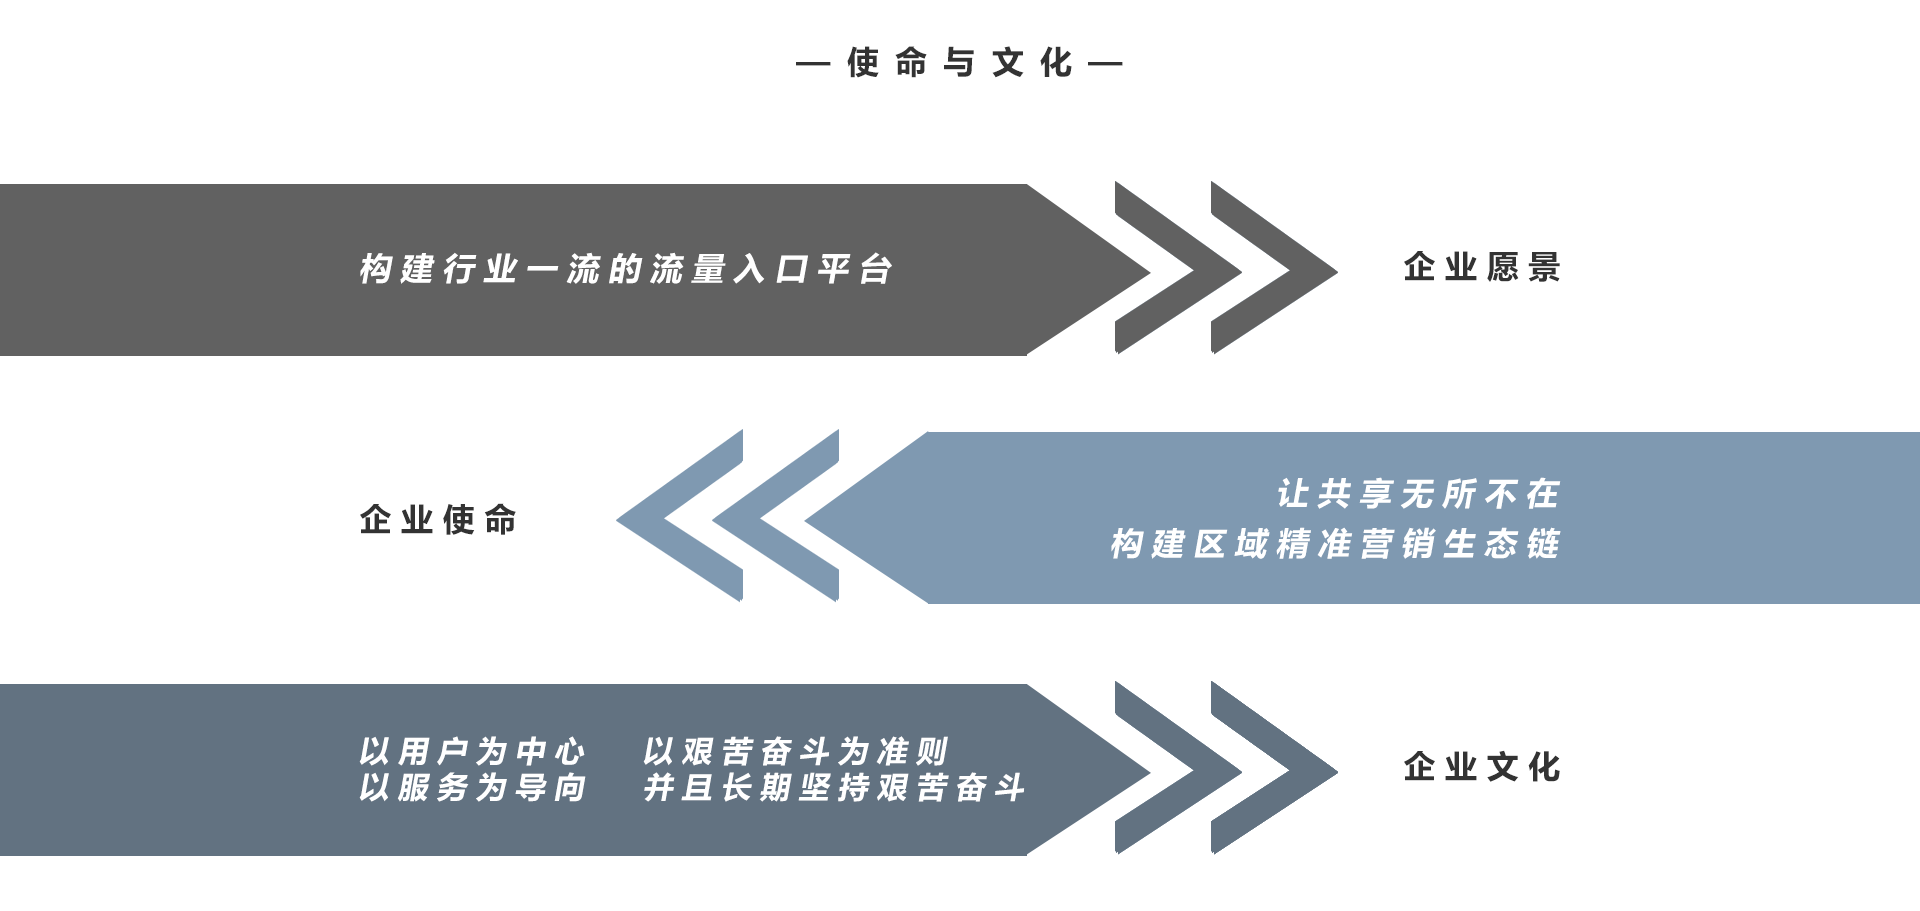 —使命与文化—
构建行业一流的流量入口平台
企业愿景
企业使命
让共享无所不在
构建区域精准营销生态链
以用户为中心 以艰苦奋斗为准则
以服务为导向 并且长期坚持艰苦奋斗
企业文化